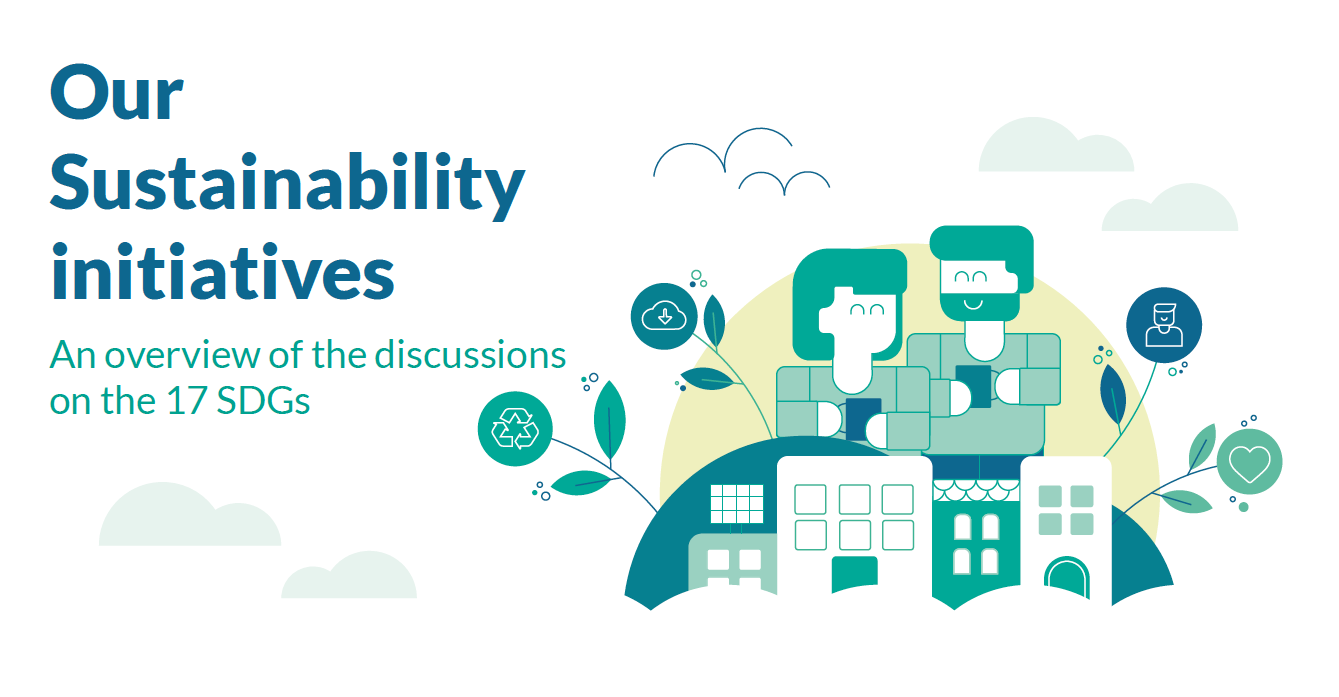 Our
Sustainability
initiatives
An overview of the discussions
on the 17 SDGs